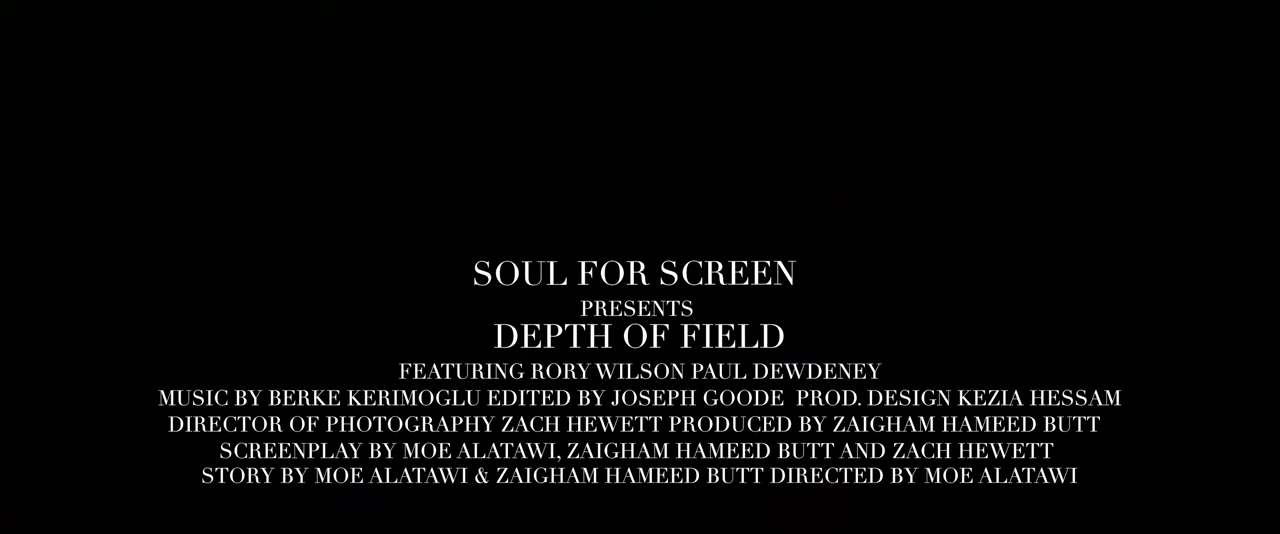 SOUL FOR SCREEN
PRESENTS
DEPTH OF FIELD
FEATURING RORY WILSON PAUL DEWDENEY
MUSIC BY BERKE KERIMOGLU EDITED BY JOSEPH GOODE PROD. DESIGN KEZIA HESSAM
DIRECTOR OF PHOTOGRAPHY ZACH HEWETT PRODUCED BY ZAIGHAM HAMEED BUTT
SCREENPLAY BY MOE ALATAWI, ZAIGHAM HAMEED BUTT AND ZACH HEWETT
STORY BY MOE ALATAWI & ZAIGHAM HAMEED BUTT DIRECTED BY MOE ALATAWI